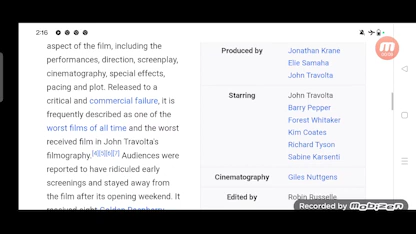 2:16
aspect of the film, including the
performances, direction, screenplay,
cinematography, special effects,
pacing and plot. Released to a
critical and commercial failure, it is
frequently described as one of the
worst films of all time and the worst
received film in John Travolta's
filmography.[4][5][6][7] Audiences were
reported to have ridiculed early
screenings and stayed away
from the film after its opening weekend. It
received eight Golden Raspberry
Produced by
Jonathan Krane
Elie Samaha
John Travolta
Starring
John Travolta
Barry Pepper
Forest Whitaker
Kim Coates
Richard Tyson
Sabine Karsenti
Cinematography
Giles Nuttgens
Edited by
Robin Russelle
Recorded by Mobizen